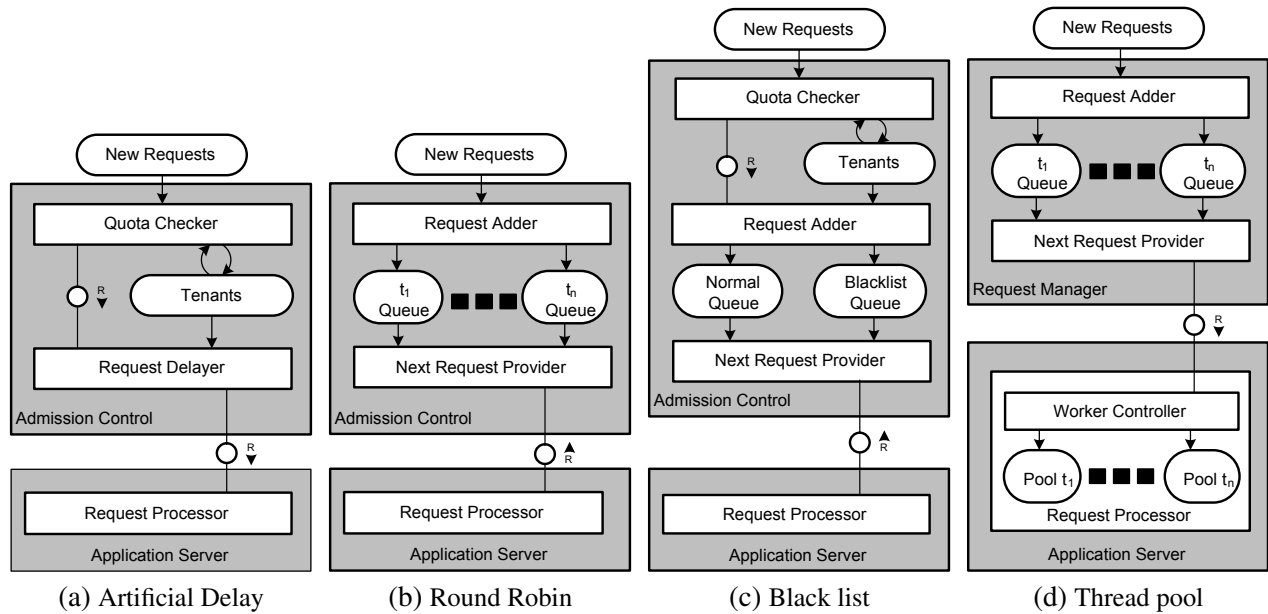 New Requests
Quota Checker
R
Tenants
Request Delayer
Admission Control
R
Request Processor
Application Server
(a) Artificial Delay
New Requests
Request Adder
t1
Queue
tn
Queue
Next Request Provider
Admission Control
R
Request Processor
Application Server
(b) Round Robin
New Requests
Quota Checker
R
Tenants
Request Adder
Normal
Queue
Blacklist
Queue
Next Request Provider
Admission Control
R
Request Processor
Application Server
(c) Black list
New Requests
Request Adder
t1
Queue
tn
Queue
Next Request Provider
Request Manager
R
Worker Controller
Pool t1
Pool tn
Request Processor
Application Server
(d) Thread pool